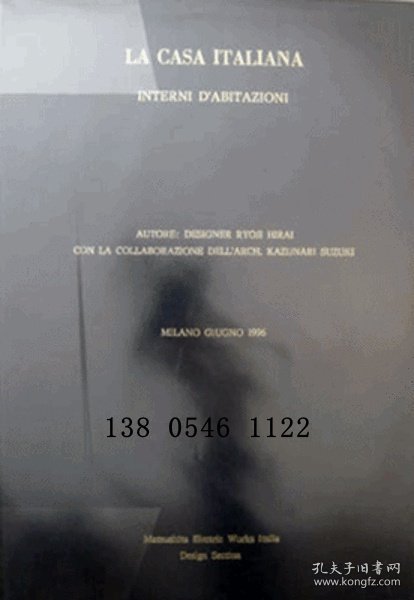 LA CASA ITALIANA
INTERNI D'ABITAZIONI
AUTORE: DESIGNER RYOJI HIRAI
CON LA COLLABORAZIONE DELL'ARCH. KAZUNARI SUZUKI
MILANO GIUGNO 1996
138 0546 1122
Matsushita Electric Works Italia
Design Section
孔夫子旧书网
www.kongfz.com